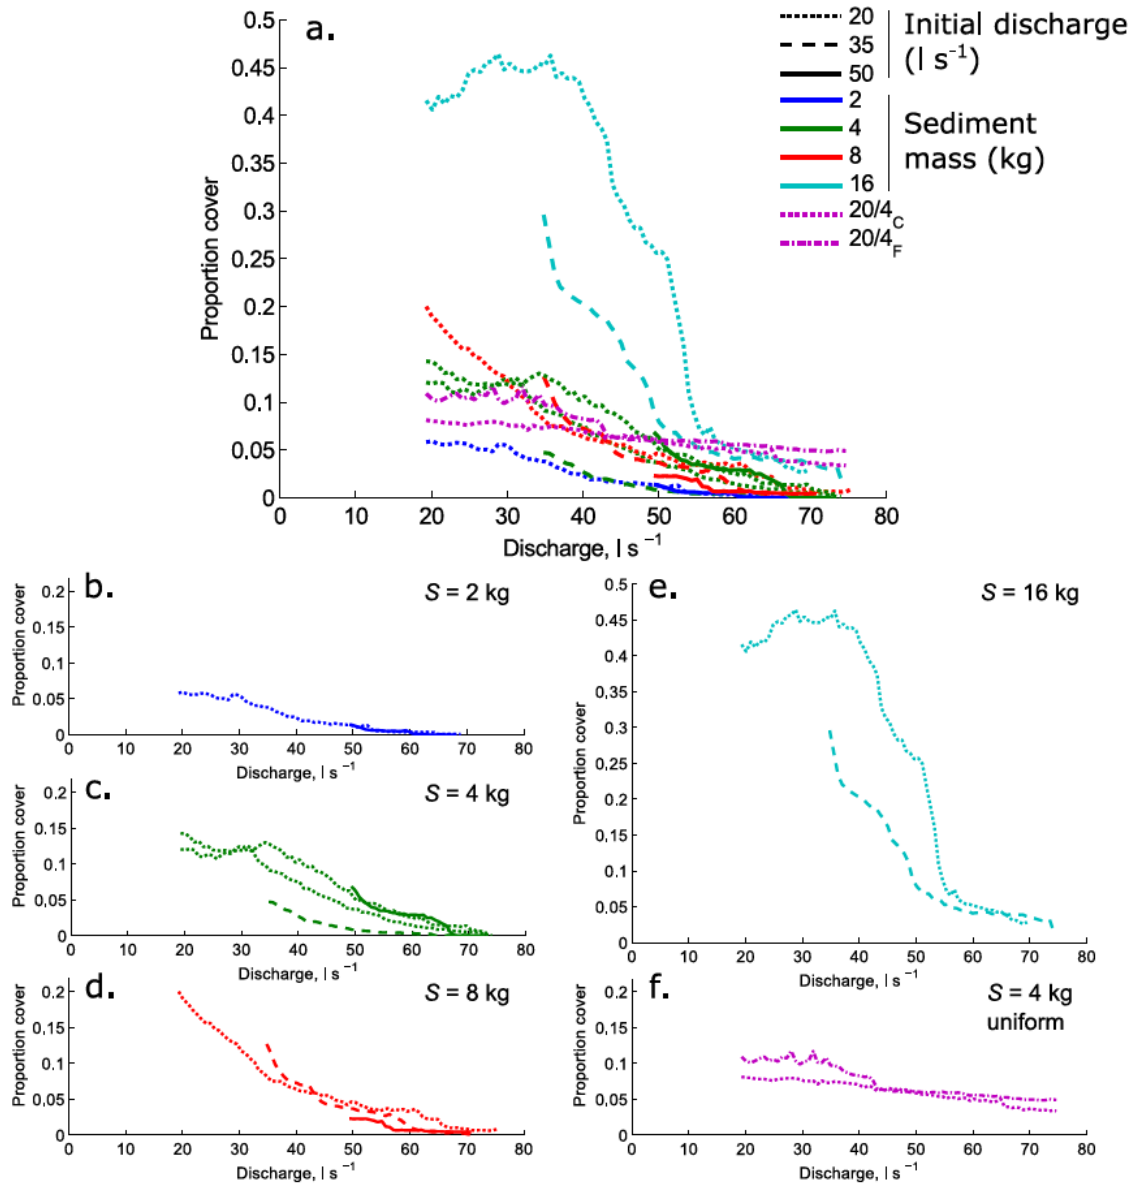 a.
0.5
0.45
0.4
0.35
0.3
0.25
0.2
0.15
0.1
0.05
0
Proportion cover
0 10 20 30 40 50 60 70 80
Discharge, l s⁻¹
20
35
50
Initial discharge
(l s⁻¹)
2
4
8
16
Sediment
mass (kg)
20/4_C
20/4_F
b.
S = 2 kg
0.2
0.15
0.1
0.05
0
Proportion cover
0 10 20 30 40 50 60 70 80
Discharge, l s⁻¹
c.
S = 4 kg
0.2
0.15
0.1
0.05
0
Proportion cover
0 10 20 30 40 50 60 70 80
Discharge, l s⁻¹
d.
S = 8 kg
0.2
0.15
0.1
0.05
0
Proportion cover
0 10 20 30 40 50 60 70 80
Discharge, l s⁻¹
e.
S = 16 kg
0.5
0.45
0.4
0.35
0.3
0.25
0.2
0.15
0.1
0.05
0
Proportion cover
0 10 20 30 40 50 60 70 80
Discharge, l s⁻¹
f.
S = 4 kg
uniform
0.2
0.15
0.1
0.05
0
Proportion cover
0 10 20 30 40 50 60 70 80
Discharge, l s⁻¹